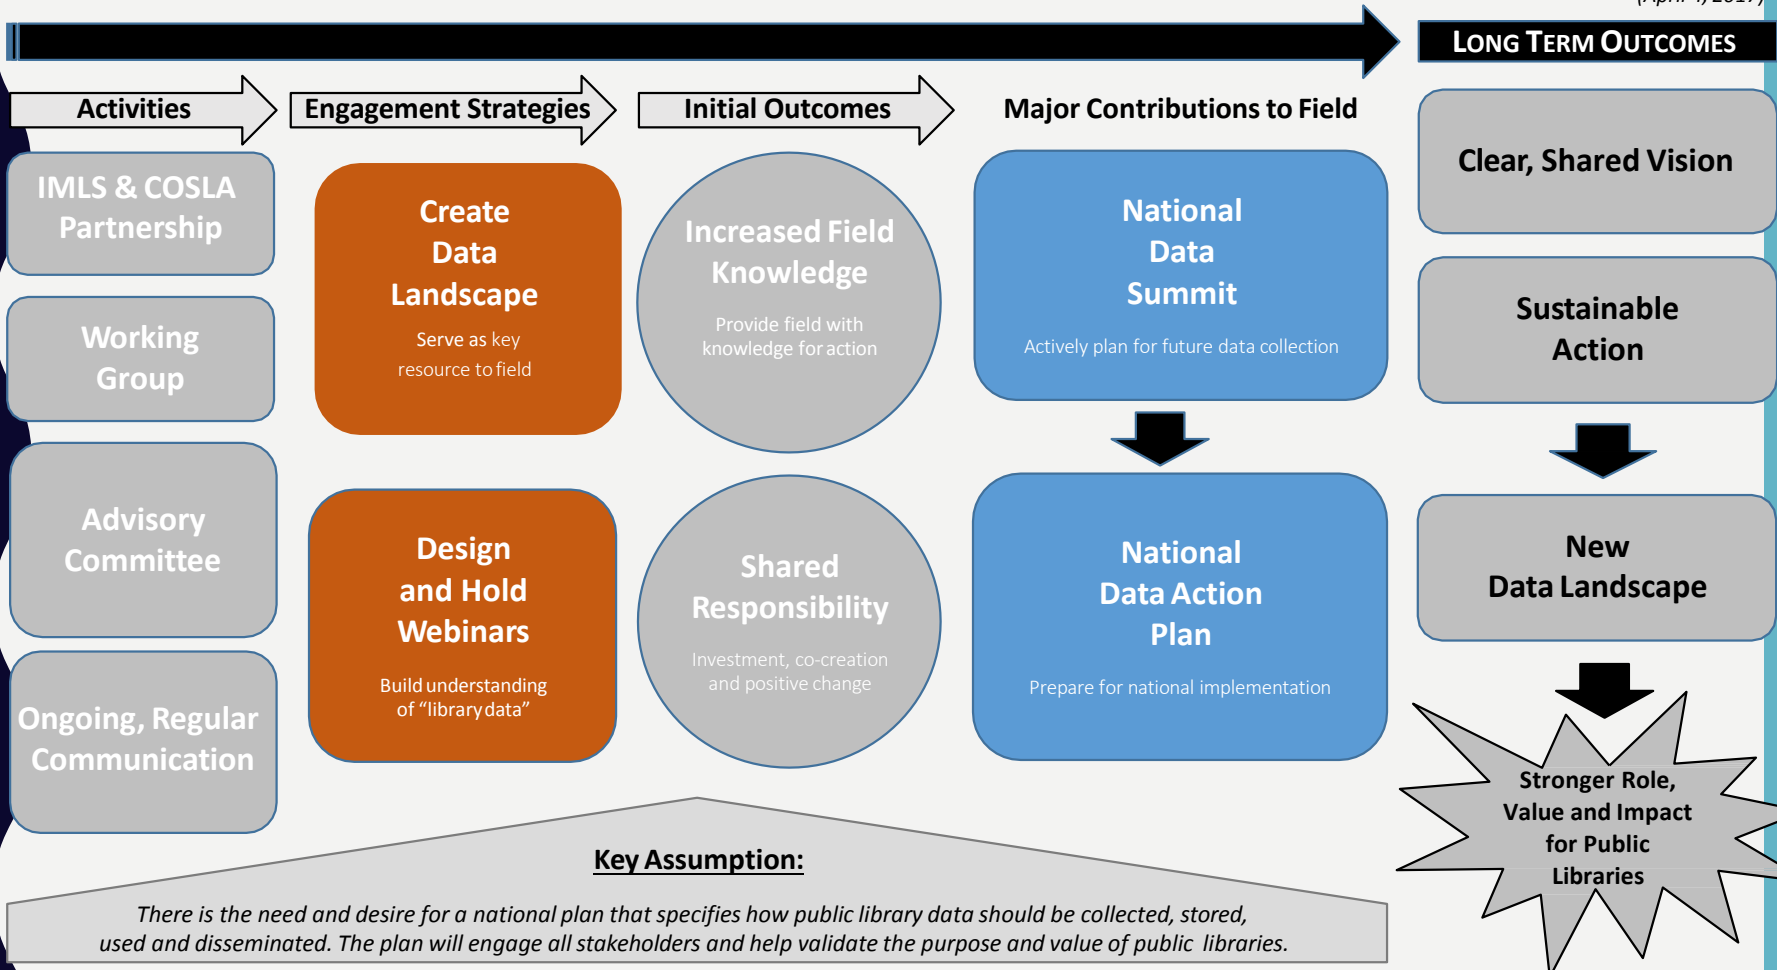 LONG TERM OUTCOMES
Activities
Engagement Strategies
Initial Outcomes
Major Contributions to Field
IMLS & COSLA
Partnership
Working
Group
Advisory
Committee
Ongoing, Regular
Communication
Create
Data
Landscape
Serve as key
resource to field
Design
and Hold
Webinars
Build understanding
of “library data”
Increased Field
Knowledge
Provide field with
knowledge for action
Shared
Responsibility
Investment, co-creation
and positive change
National
Data
Summit
Actively plan for future data collection
National
Data Action
Plan
Prepare for national implementation
Clear, Shared Vision
Sustainable
Action
New
Data Landscape
Stronger Role,
Value and Impact
for Public
Libraries
Key Assumption:
There is the need and desire for a national plan that specifies how public library data should be collected, stored,
used and disseminated. The plan will engage all stakeholders and help validate the purpose and value of public libraries.